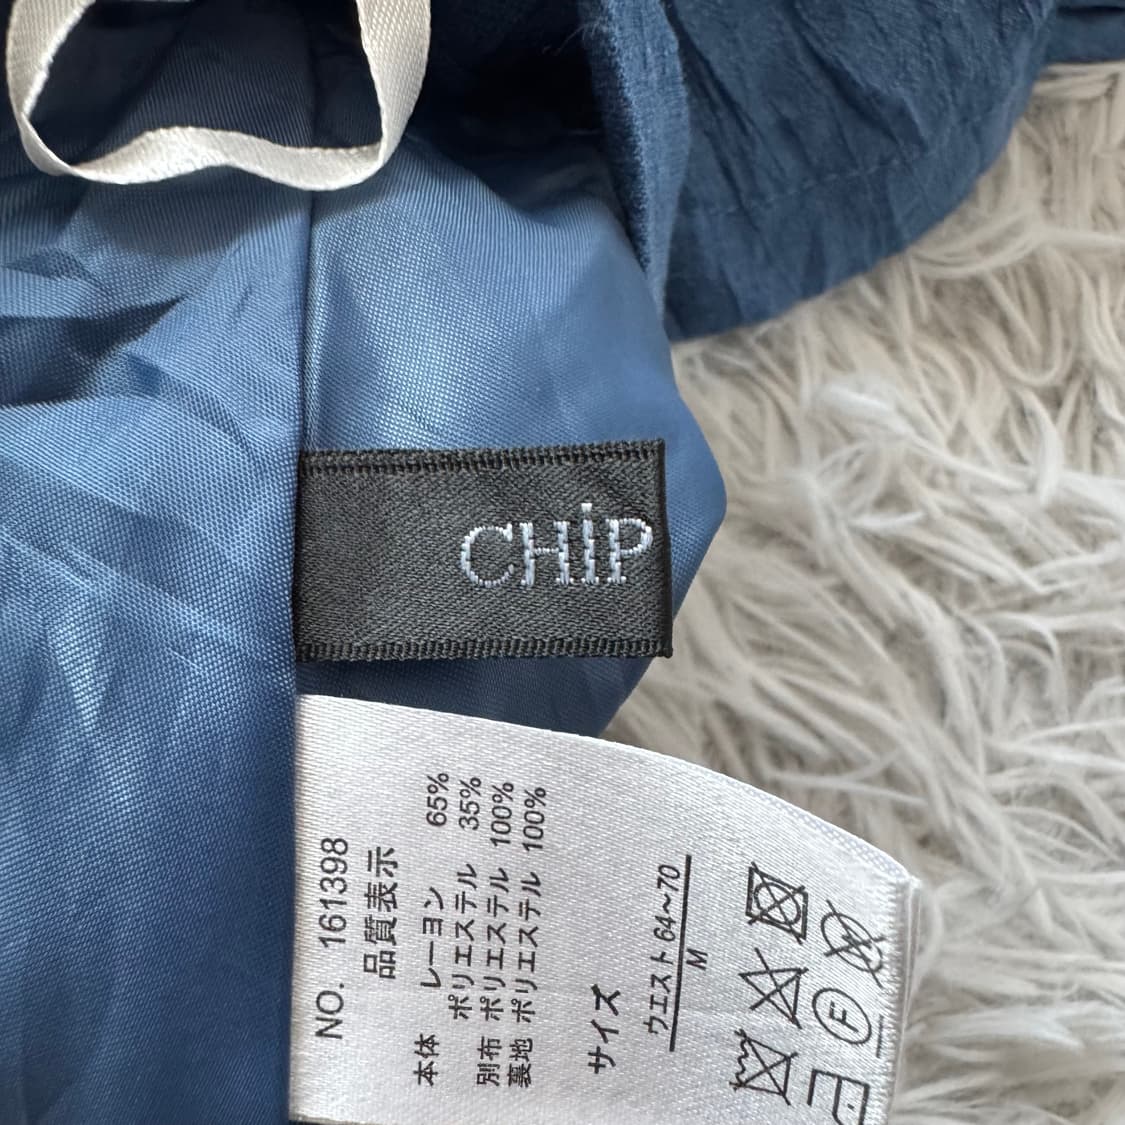 CHiP
NO. 161398
品質表示
本体 レーヨン 65%
ポリエステル 35%
別布 ポリエステル 100%
裏地 ポリエステル 100%
サイズ
ウエスト 64~70
M
F
W